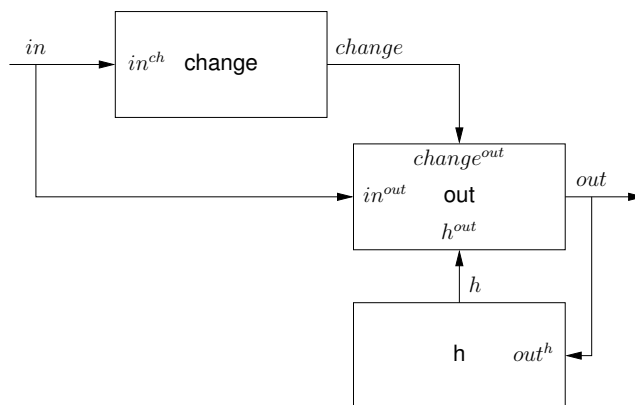 in
change
in^ch change
change^out
out
in^out out
h^out
h
h out^h